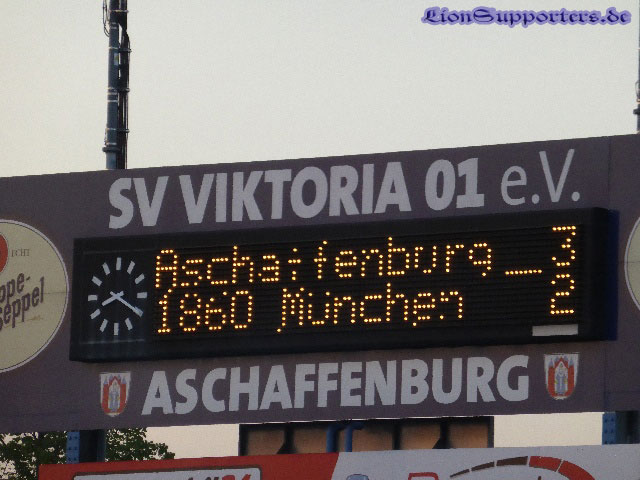 LionSupporters.de
SV VIKTORIA 01 e.V.
Aschaffenburg 3
1860 München 2
ASCHAFFENBURG